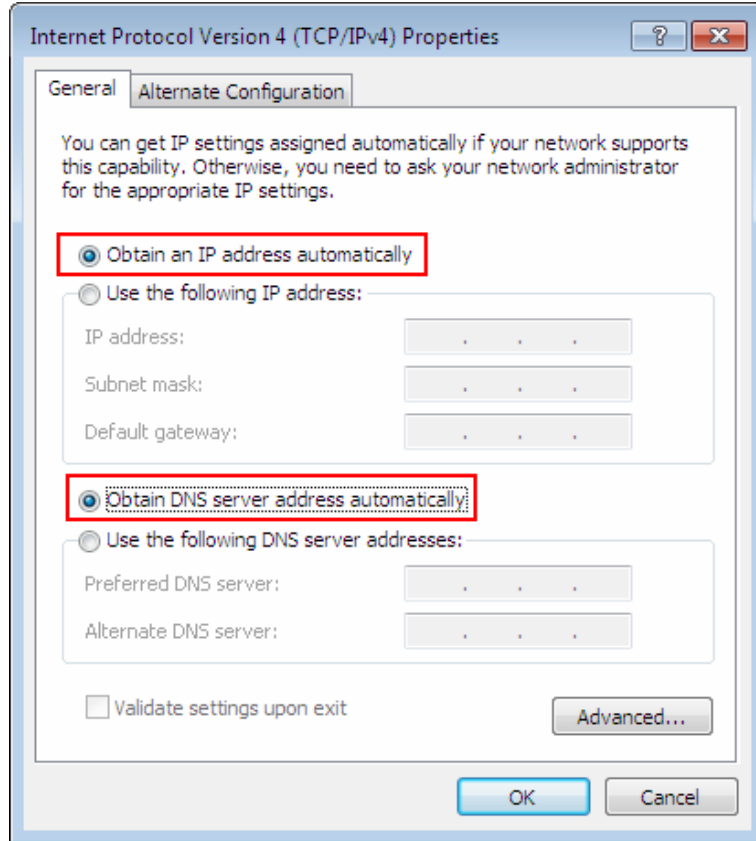 Internet Protocol Version 4 (TCP/IPv4) Properties
General Alternate Configuration
You can get IP settings assigned automatically if your network supports
this capability. Otherwise, you need to ask your network administrator
for the appropriate IP settings.
Obtain an IP address automatically
Use the following IP address:
IP address: . . .
Subnet mask: . . .
Default gateway: . . .
Obtain DNS server address automatically
Use the following DNS server addresses:
Preferred DNS server: . . .
Alternate DNS server: . . .
Validate settings upon exit
Advanced...
OK Cancel